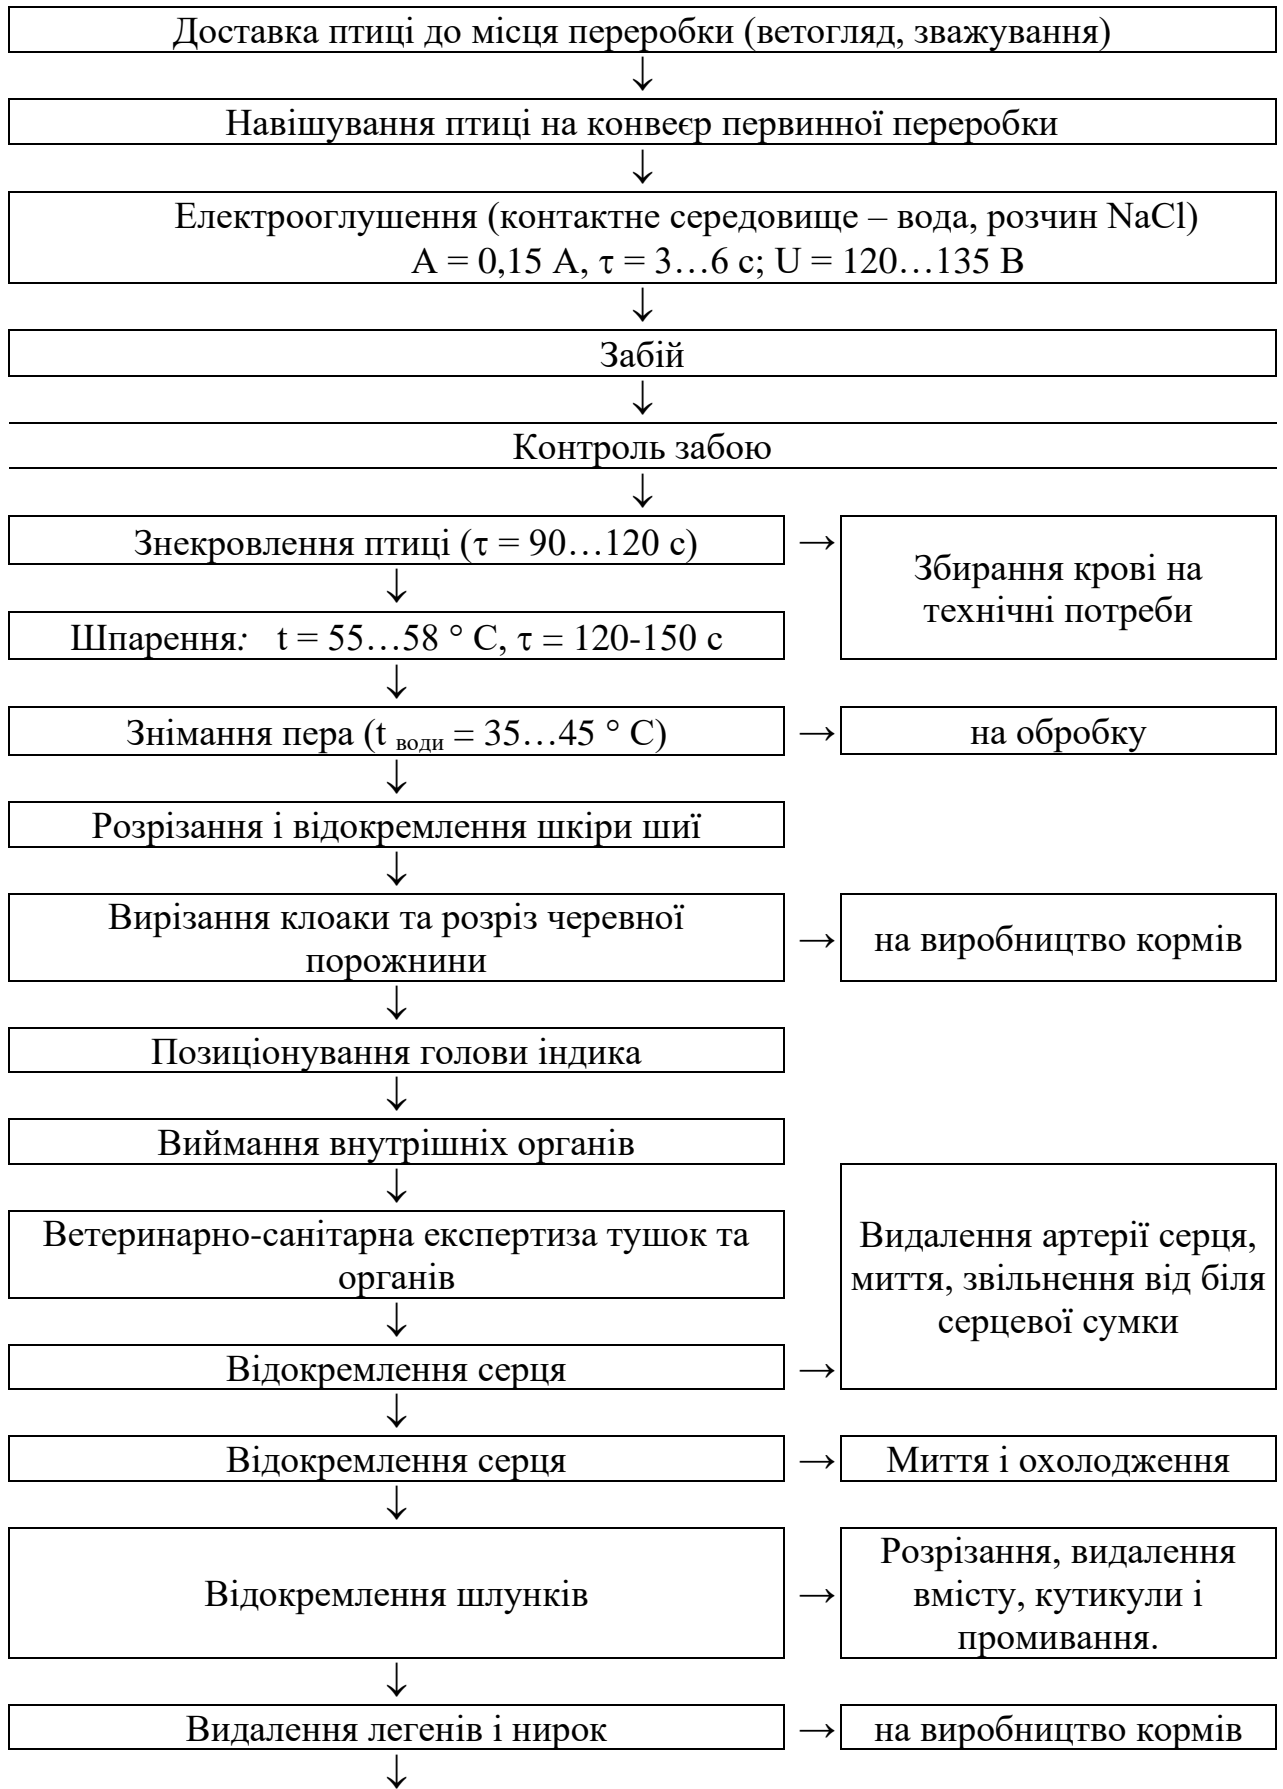 Доставка птиці до місця переробки (ветогляд, зважування)
↓
Навішування птиці на конвеєр первинної переробки
↓
Електрооглушення (контактне середовище – вода, розчин NaCl)
А = 0,15 А, τ = 3…6 с; U = 120…135 В
↓
Забій
↓
Контроль забою
↓
Знекровлення птиці (τ = 90…120 с)
→
Збирання крові на
технічні потреби
↓
Шпарення: t = 55…58 ° С, τ = 120-150 с
↓
Знімання пера (t води = 35…45 ° С)
→
на обробку
↓
Розрізання і відокремлення шкіри шиї
↓
Вирізання клоаки та розріз черевної
порожнини
→
на виробництво кормів
↓
Позиціонування голови індика
↓
Виймання внутрішніх органів
↓
Ветеринарно-санітарна експертиза тушок та
органів
↓
Відокремлення серця
→
Видалення артерії серця,
миття, звільнення від біля
серцевої сумки
↓
Відокремлення серця
→
Миття і охолодження
↓
Відокремлення шлунків
→
Розрізання, видалення
вмісту, кутикули і
промивання.
↓
Видалення легенів і нирок
→
на виробництво кормів
↓